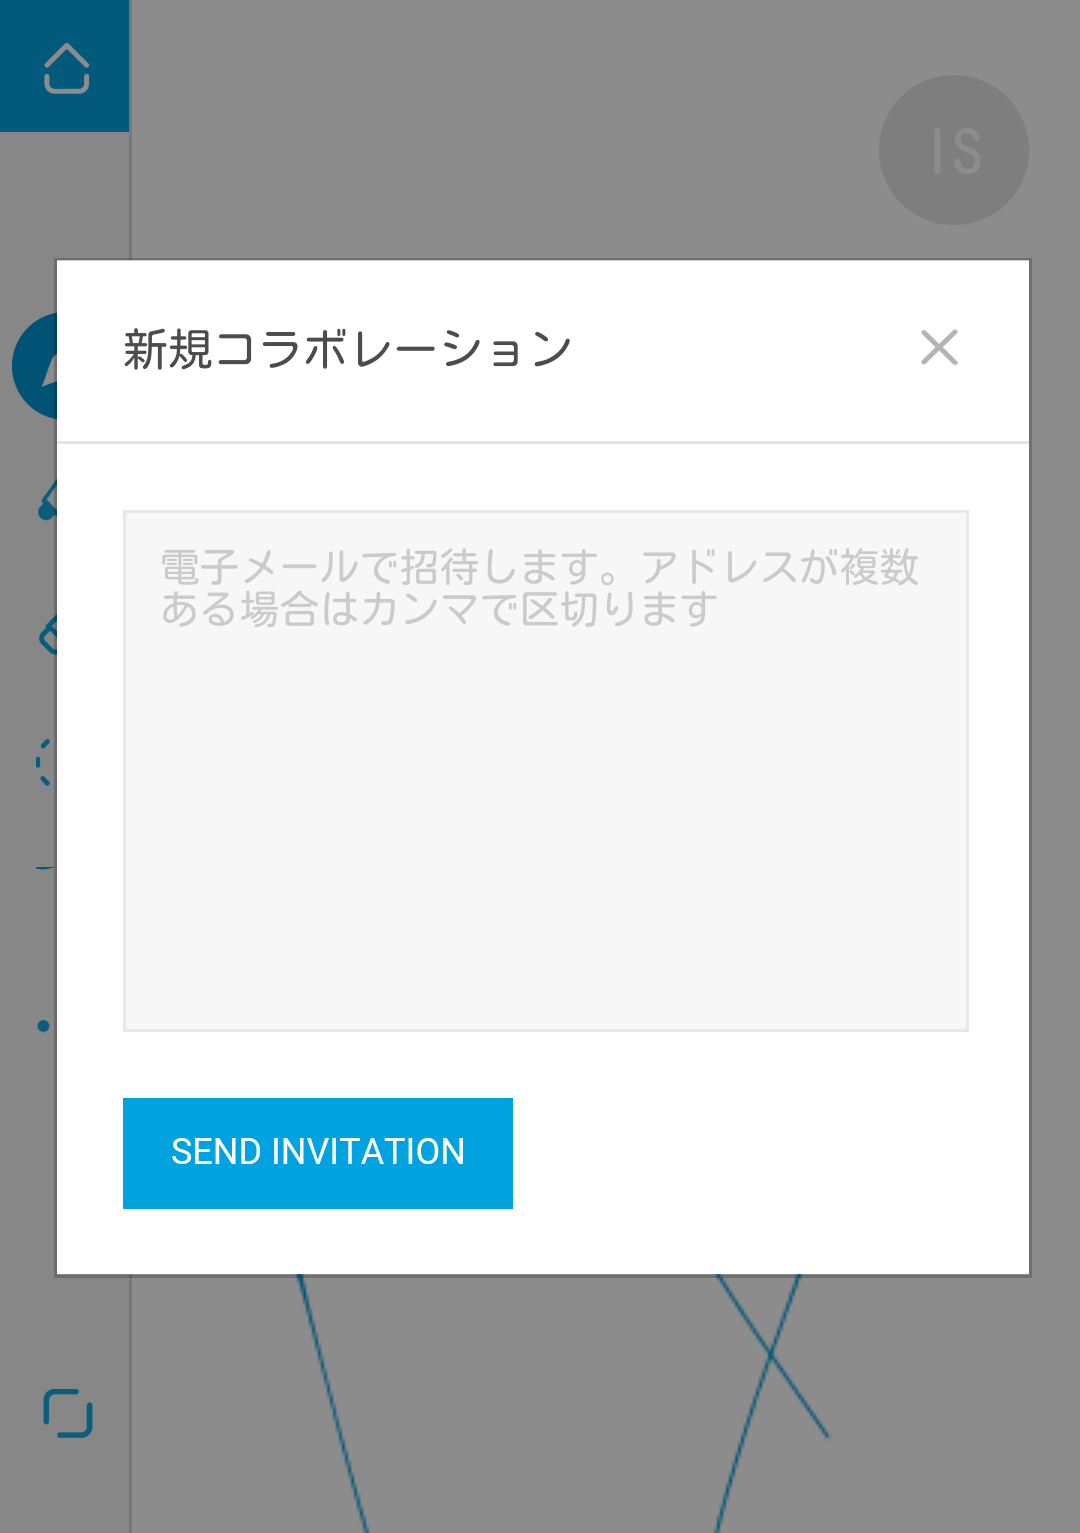 IS
新規コラボレーション
電子メールで招待します。アドレスが複数
ある場合はカンマで区切ります
SEND INVITATION